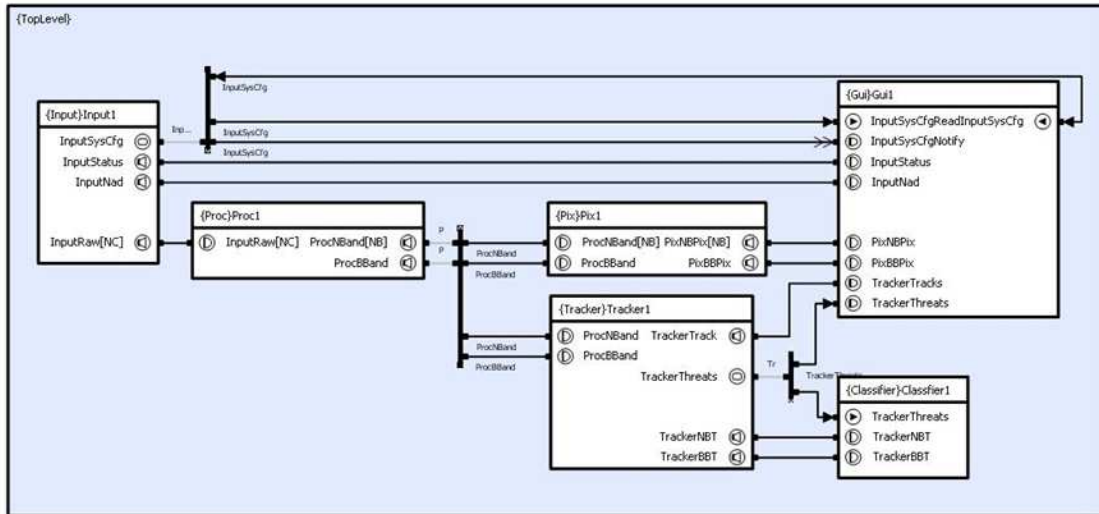 {TopLevel}
InputSysCfg
{Input}Input1
{Gui}Gui1
Inp...
InputSysCfgReadInputSysCfg
InputSysCfg
InputSysCfg
InputSysCfgNotify
InputSysCfg
InputStatus
InputStatus
InputNad
InputNad
{Proc}Proc1
{Pix}Pix1
InputRaw[NC]
InputRaw[NC]
ProcNBand[NB]
P
ProcNBand
ProcNBand[NB]
PixNBPix[NB]
PixNBPix
ProcBBand
P
ProcBBand
ProcBBand
PixBBPix
PixBBPix
TrackerTracks
TrackerThreats
{Tracker}Tracker1
ProcNBand
ProcNBand
TrackerTrack
ProcBBand
ProcBBand
TrackerThreats
Tr
TrackerThreats
{Classifier}Classfier1
TrackerThreats
TrackerNBT
TrackerNBT
TrackerBBT
TrackerBBT